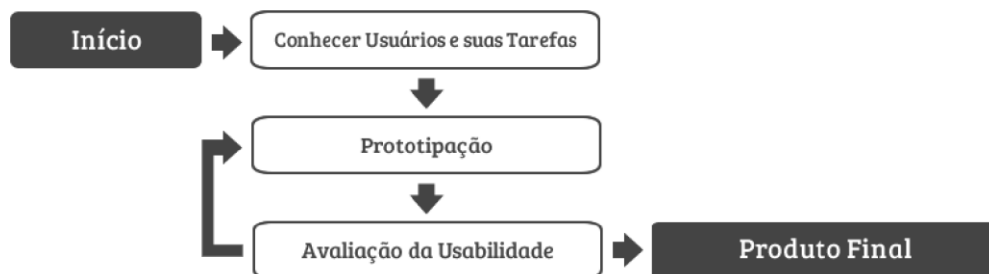 Início
Conhecer Usuários e suas Tarefas
Prototipação
Avaliação da Usabilidade
Produto Final